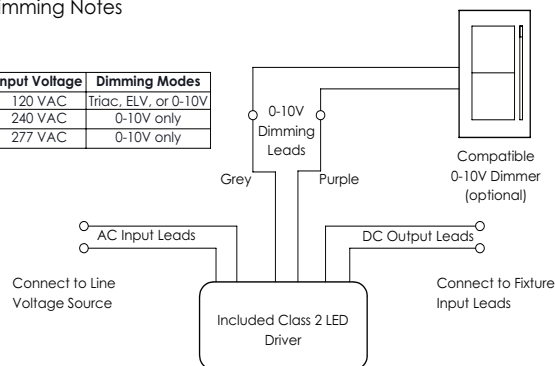 imming Notes
nput Voltage Dimming Modes
120 VAC Triac, ELV, or 0-10V
240 VAC 0-10V only
277 VAC 0-10V only
0-10V
Dimming
Leads
Compatible
0-10V Dimmer
(optional)
Grey
Purple
AC Input Leads
DC Output Leads
Connect to Line
Voltage Source
Connect to Fixture
Input Leads
Included Class 2 LED
Driver